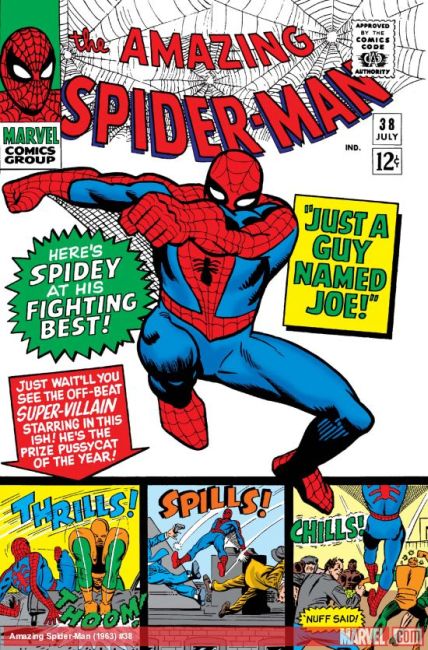 the AMAZING
SPIDER-MAN
APPROVED
BY THE
COMICS
CODE
CA
AUTHORITY
MARVEL
COMICS
GROUP
38
JULY
IND.
12¢
HERE'S
SPIDEY
AT HIS
FIGHTING
BEST!
"JUST A
GUY
NAMED
JOE!"
JUST WAIT'LL YOU
SEE THE OFF-BEAT
SUPER-VILLAIN
STARRING IN THIS
ISH! HE'S THE
PRIZE PUSSYCAT
OF THE YEAR!
THRILLS!
THOOM!
SPILLS!
CHILLS!
'NUFF SAID!
Amazing Spider-Man (1963) #38
MARVEL.com